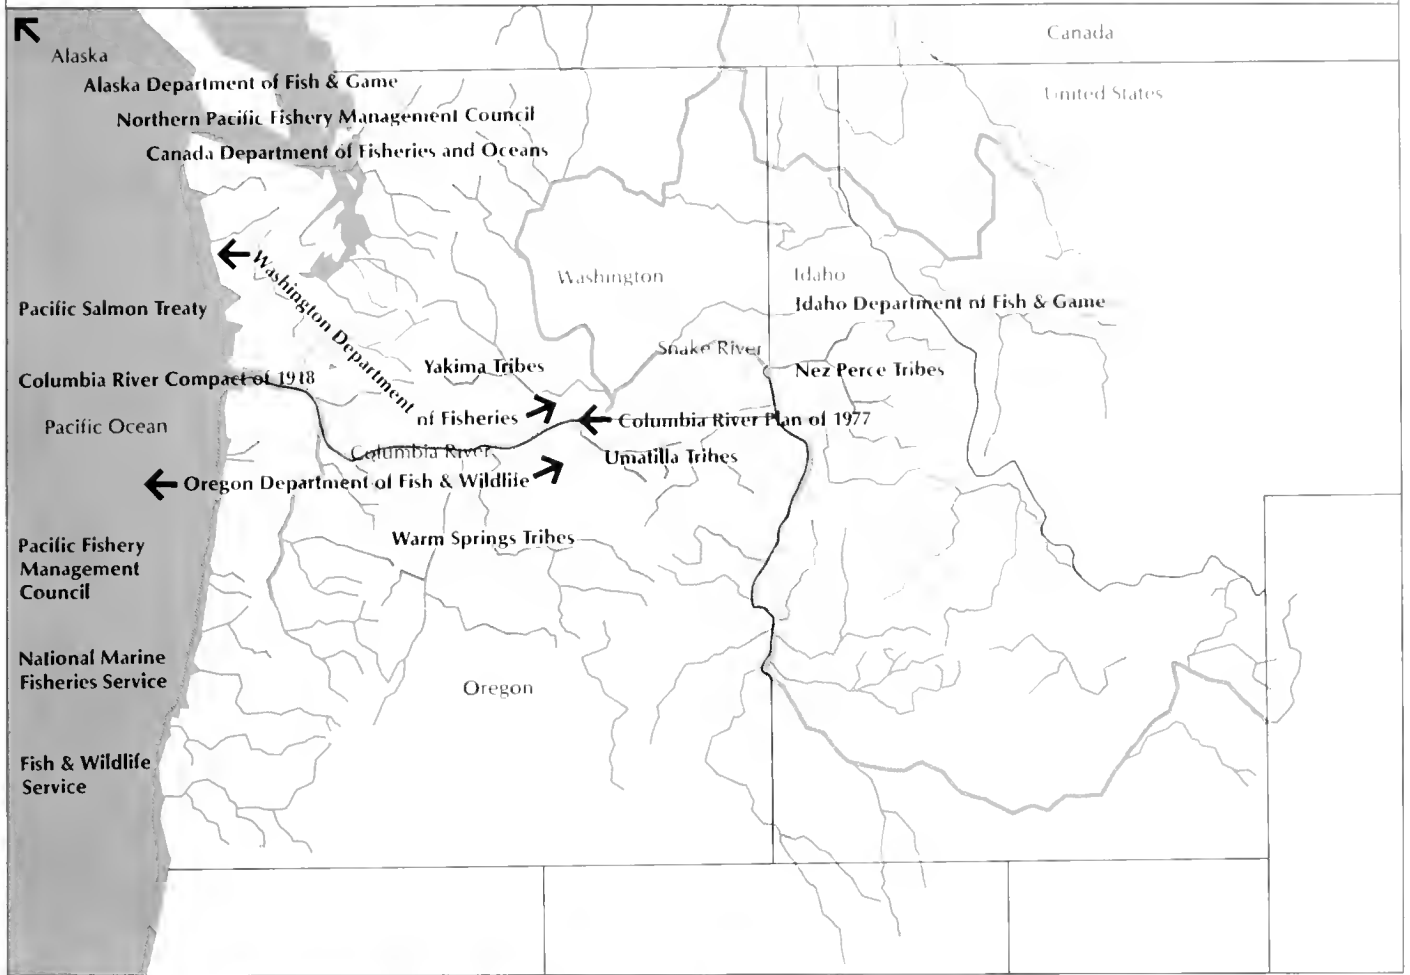 Alaska
Canada
Alaska Department of Fish & Game
United States
Northern Pacific Fishery Management Council
Canada Department of Fisheries and Oceans
Washington Department
of Fisheries
Washington
Idaho
Idaho Department of Fish & Game
Pacific Salmon Treaty
Snake River
Yakima Tribes
Nez Perce Tribes
Columbia River Compact of 1918
Columbia River Plan of 1977
Pacific Ocean
Columbia River
Umatilla Tribes
Oregon Department of Fish & Wildlife
Warm Springs Tribes
Pacific Fishery
Management
Council
National Marine
Fisheries Service
Oregon
Fish & Wildlife
Service